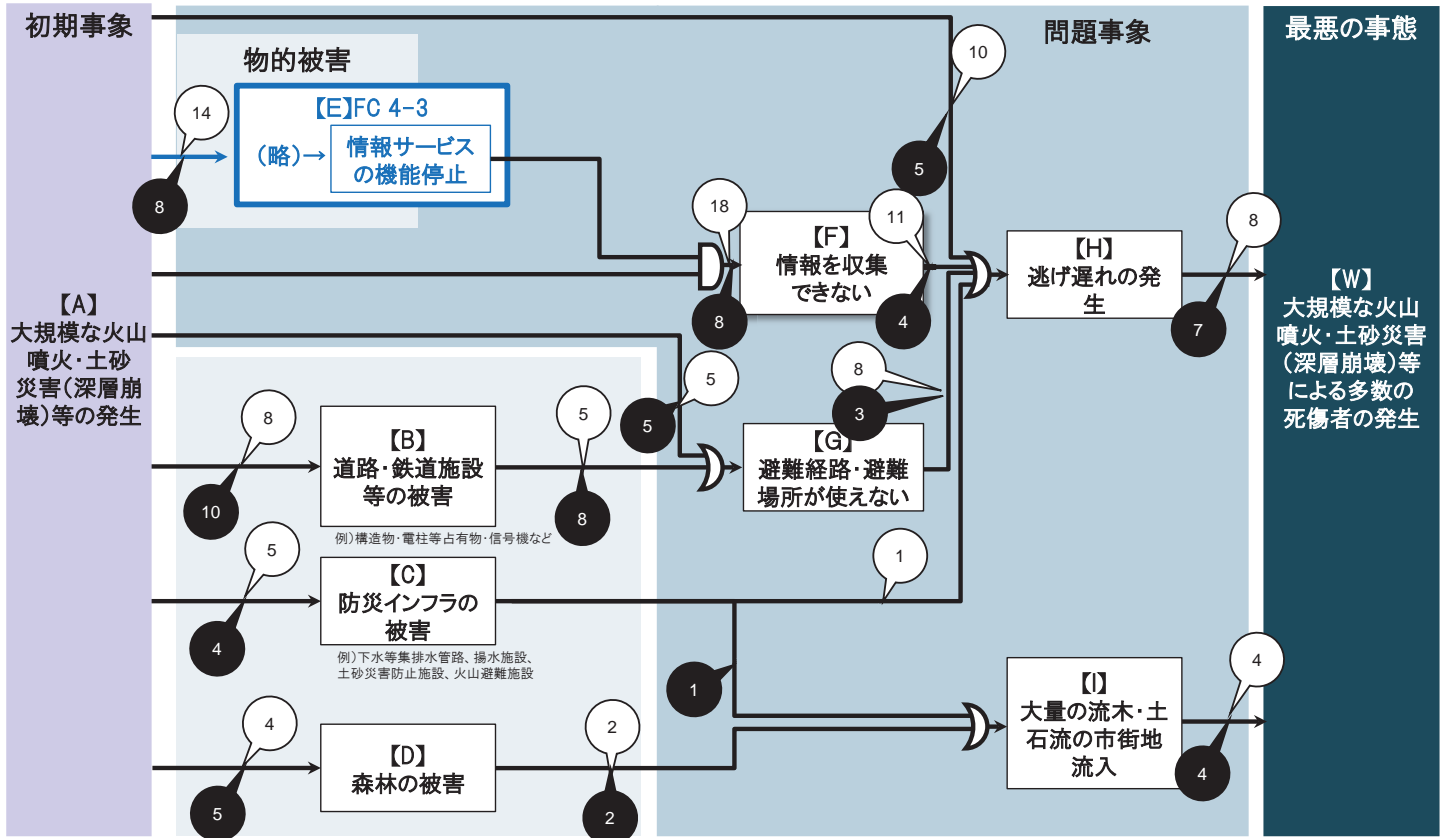 初期事象
物的被害
問題事象
最悪の事態
10
14
【E】FC 4-3
(略)→
情報サービス
の機能停止
5
8
18
11
8
【F】
情報を収集
できない
【H】
逃げ遅れの発
生
8
4
7
【A】
大規模な火山
噴火・土砂
災害(深層崩
壊)等の発生
【W】
大規模な火山
噴火・土砂災害
(深層崩壊)等
による多数の
死傷者の発生
5
8
5
3
8
5
【B】
道路・鉄道施設
等の被害
【G】
避難経路・避難
場所が使えない
10
8
例)構造物・電柱等占有物・信号機など
5
1
【C】
防災インフラの
被害
4
例)下水等集排水管路、揚水施設、
土砂災害防止施設、火山避難施設
1
4
【I】
大量の流木・土
石流の市街地
流入
4
4
2
【D】
森林の被害
5
2